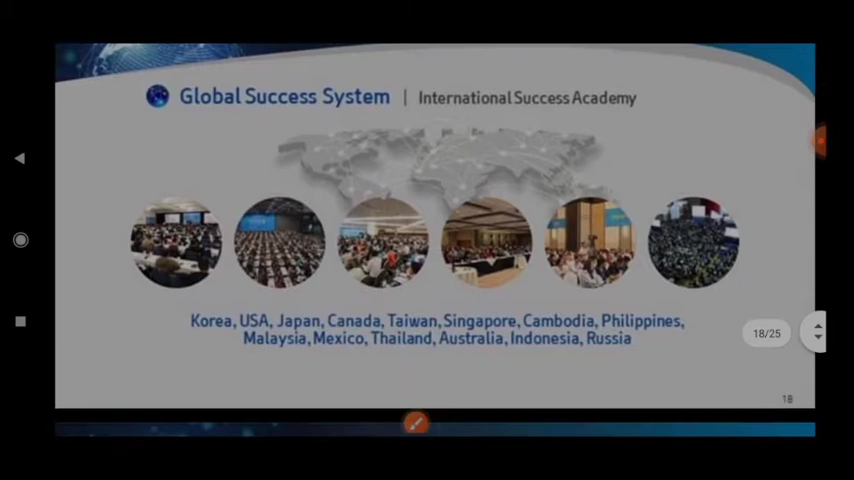 Global Success System | International Success Academy
Korea, USA, Japan, Canada, Taiwan, Singapore, Cambodia, Philippines,
Malaysia, Mexico, Thailand, Australia, Indonesia, Russia
18/25
18